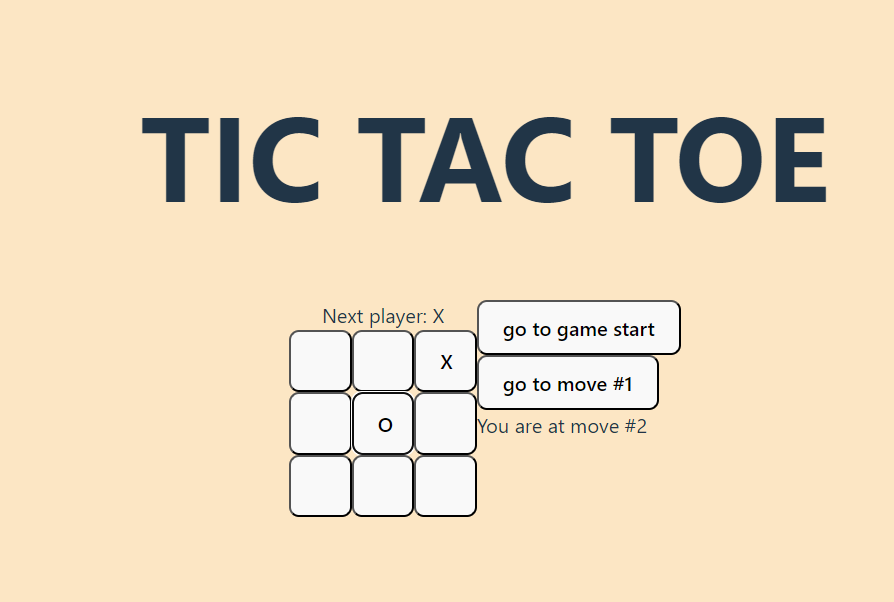 TIC TAC TOE
Next player: X
go to game start
X
go to move #1
O
You are at move #2